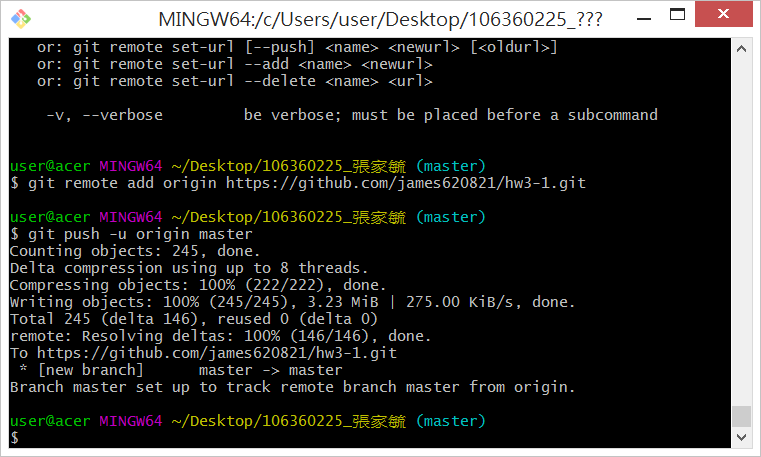 MINGW64:/c/Users/user/Desktop/106360225_???
or: git remote set-url [--push] <name> <newurl> [<oldurl>]
or: git remote set-url --add <name> <newurl>
or: git remote set-url --delete <name> <url>
-v, --verbose be verbose; must be placed before a subcommand
user@acer MINGW64 ~/Desktop/106360225_張家毓 (master)
$ git remote add origin https://github.com/james620821/hw3-1.git
user@acer MINGW64 ~/Desktop/106360225_張家毓 (master)
$ git push -u origin master
Counting objects: 245, done.
Delta compression using up to 8 threads.
Compressing objects: 100% (222/222), done.
Writing objects: 100% (245/245), 3.23 MiB | 275.00 KiB/s, done.
Total 245 (delta 146), reused 0 (delta 0)
remote: Resolving deltas: 100% (146/146), done.
To https://github.com/james620821/hw3-1.git
* [new branch] master -> master
Branch master set up to track remote branch master from origin.
user@acer MINGW64 ~/Desktop/106360225_張家毓 (master)
$